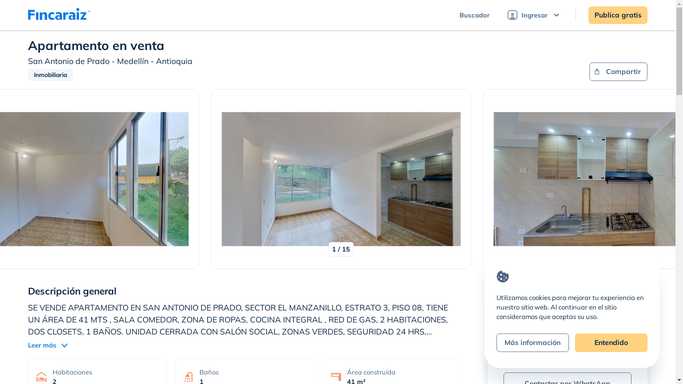 Fincaraiz
Buscador
Ingresar
Publica gratis
Apartamento en venta
San Antonio de Prado - Medellín - Antioquia
Inmobiliaria
Compartir
1 / 15
Descripción general
SE VENDE APARTAMENTO EN SAN ANTONIO DE PRADO, SECTOR EL MANZANILLO, ESTRATO 3, PISO 08, TIENE
UN ÁREA DE 41 MTS , SALA COMEDOR, ZONA DE ROPAS, COCINA INTEGRAL , RED DE GAS, 2 HABITACIONES,
DOS CLOSETS, 1 BAÑOS. UNIDAD CERRADA CON SALÓN SOCIAL, ZONAS VERDES, SEGURIDAD 24 HRS,...
Leer más
Habitaciones
2
Baños
1
Área construida
41 m²
Utilizamos cookies para mejorar tu experiencia en
nuestro sitio web. Al continuar en el sitio
consideramos que aceptas su uso.
Más información
Entendido
Contactar por WhatsApp